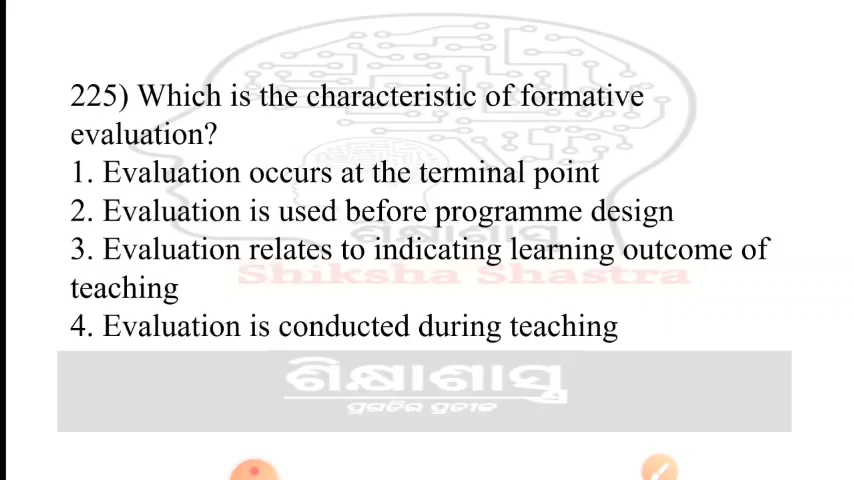 225) Which is the characteristic of formative
evaluation?
1. Evaluation occurs at the terminal point
2. Evaluation is used before programme design
ଶିକ୍ଷାଶାସ୍ତ୍ର
3. Evaluation relates to indicating learning outcome of
Shiksha Shastra
teaching
4. Evaluation is conducted during teaching
ଶିକ୍ଷାଶାସ୍ତ୍ର
ପ୍ରଗତିର ପ୍ରତୀକ